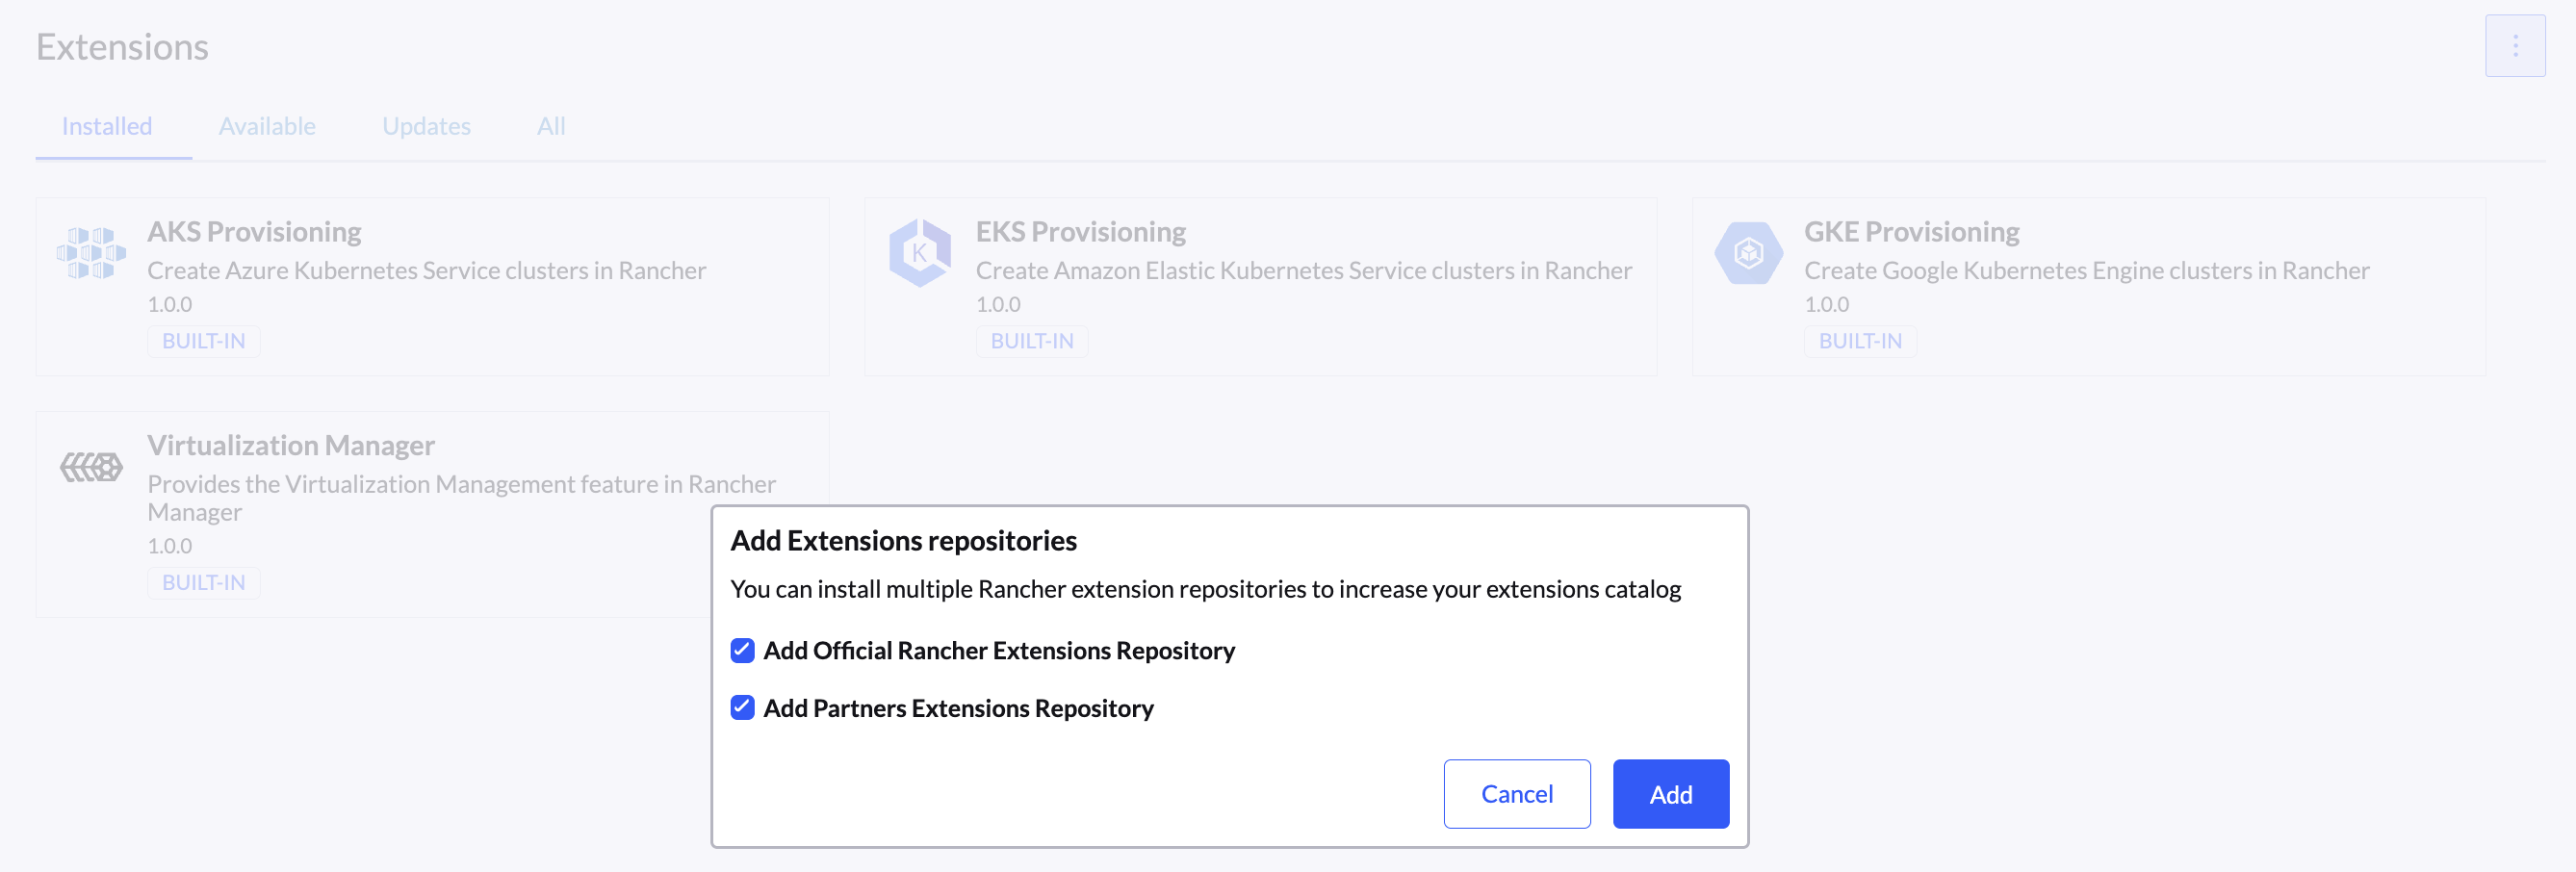 Extensions
Installed
Available
Updates
All
AKS Provisioning
Create Azure Kubernetes Service clusters in Rancher
1.0.0
BUILT-IN
K
EKS Provisioning
Create Amazon Elastic Kubernetes Service clusters in Rancher
1.0.0
BUILT-IN
GKE Provisioning
Create Google Kubernetes Engine clusters in Rancher
1.0.0
BUILT-IN
Virtualization Manager
Provides the Virtualization Management feature in Rancher
Manager
1.0.0
BUILT-IN
Add Extensions repositories
You can install multiple Rancher extension repositories to increase your extensions catalog
Add Official Rancher Extensions Repository
Add Partners Extensions Repository
Cancel
Add